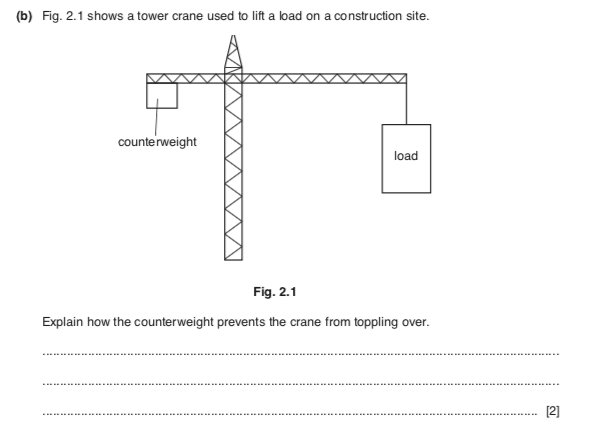 (b) Fig. 2.1 shows a tower crane used to lift a load on a construction site.
counterweight
load
Fig. 2.1
Explain how the counterweight prevents the crane from toppling over.
[2]